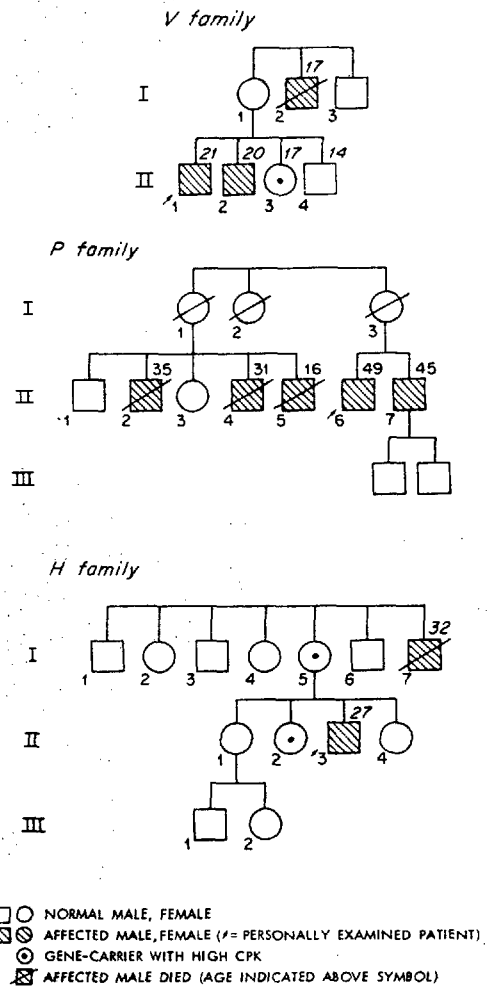 V family
17
I
1 2 3
21 20 17 14
II
1 2 3 4
P family
I
1 2 3
35 31 16 49 45
II
1 2 3 4 5 6 7
III
H family
32
I
1 2 3 4 5 6 7
27
II
1 2 3 4
III
1 2
NORMAL MALE, FEMALE
AFFECTED MALE, FEMALE (= PERSONALLY EXAMINED PATIENT)
GENE-CARRIER WITH HIGH CPK
AFFECTED MALE DIED (AGE INDICATED ABOVE SYMBOL)